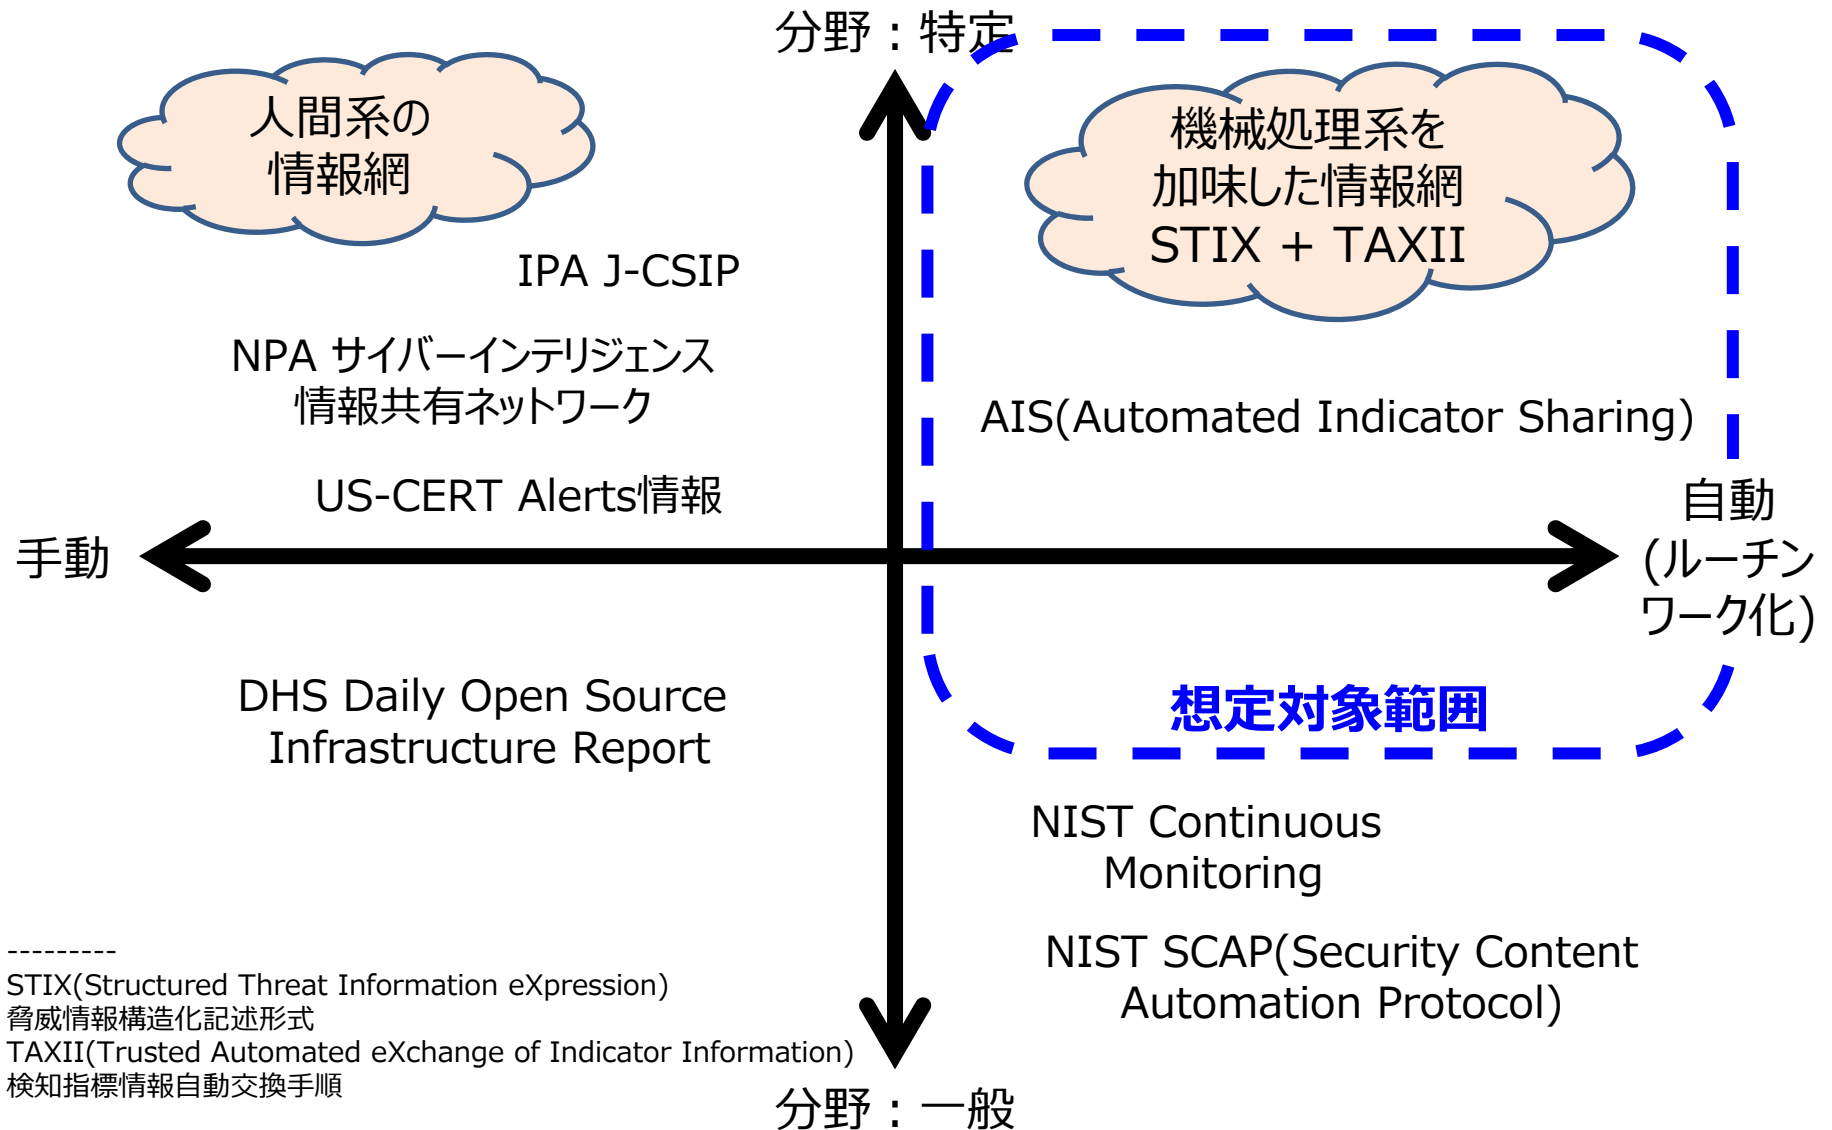 分野：特定
人間系の
情報網
機械処理系を
加味した情報網
STIX + TAXII
IPA J-CSIP
NPA サイバーインテリジェンス
情報共有ネットワーク
AIS(Automated Indicator Sharing)
US-CERT Alerts情報
手動
自動
(ルーチン
ワーク化)
DHS Daily Open Source
Infrastructure Report
想定対象範囲
NIST Continuous
Monitoring
NIST SCAP(Security Content
Automation Protocol)
---------
STIX(Structured Threat Information eXpression)
脅威情報構造化記述形式
TAXII(Trusted Automated eXchange of Indicator Information)
検知指標情報自動交換手順
分野：一般